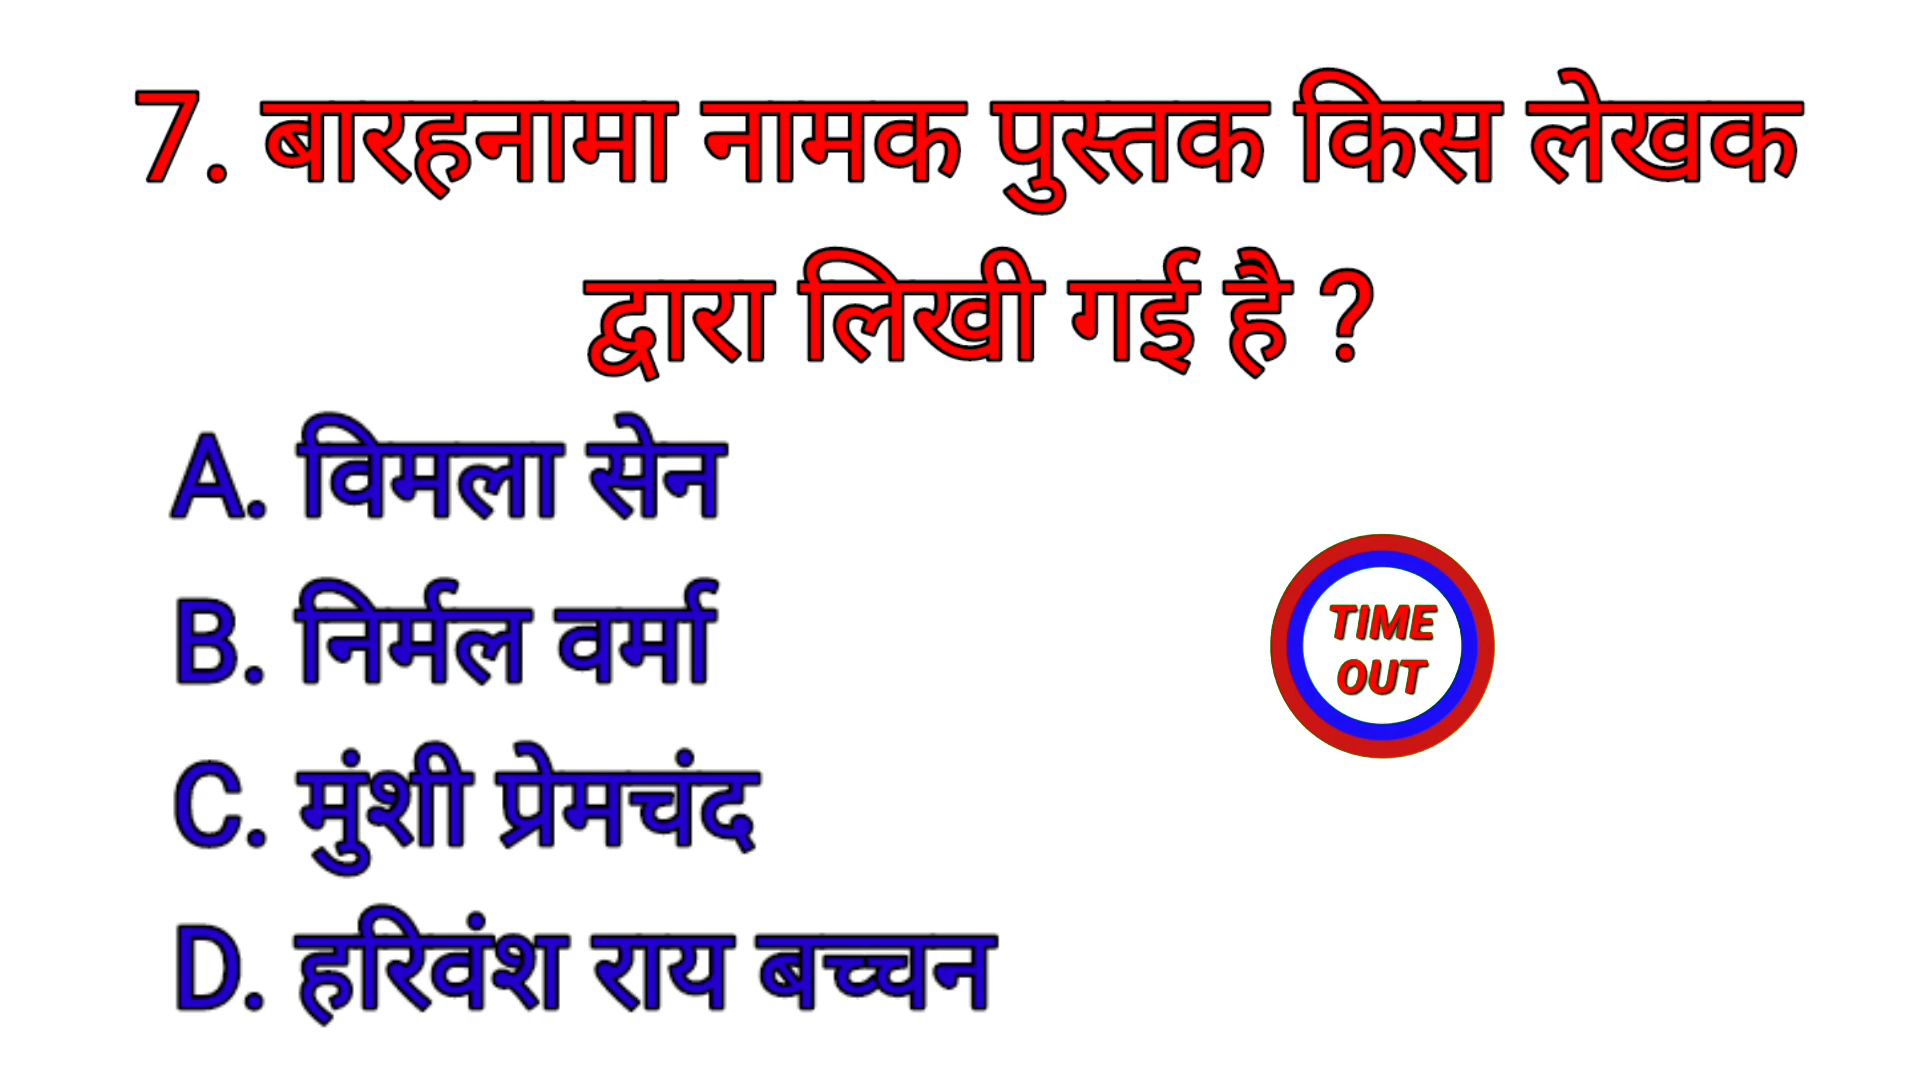 7. बारहनामा नामक पुस्तक किस लेखक
द्वारा लिखी गई है ?
A. विमला सेन
B. निर्मल वर्मा
C. मुंशी प्रेमचंद
D. हरिवंश राय बच्चन
TIME
OUT